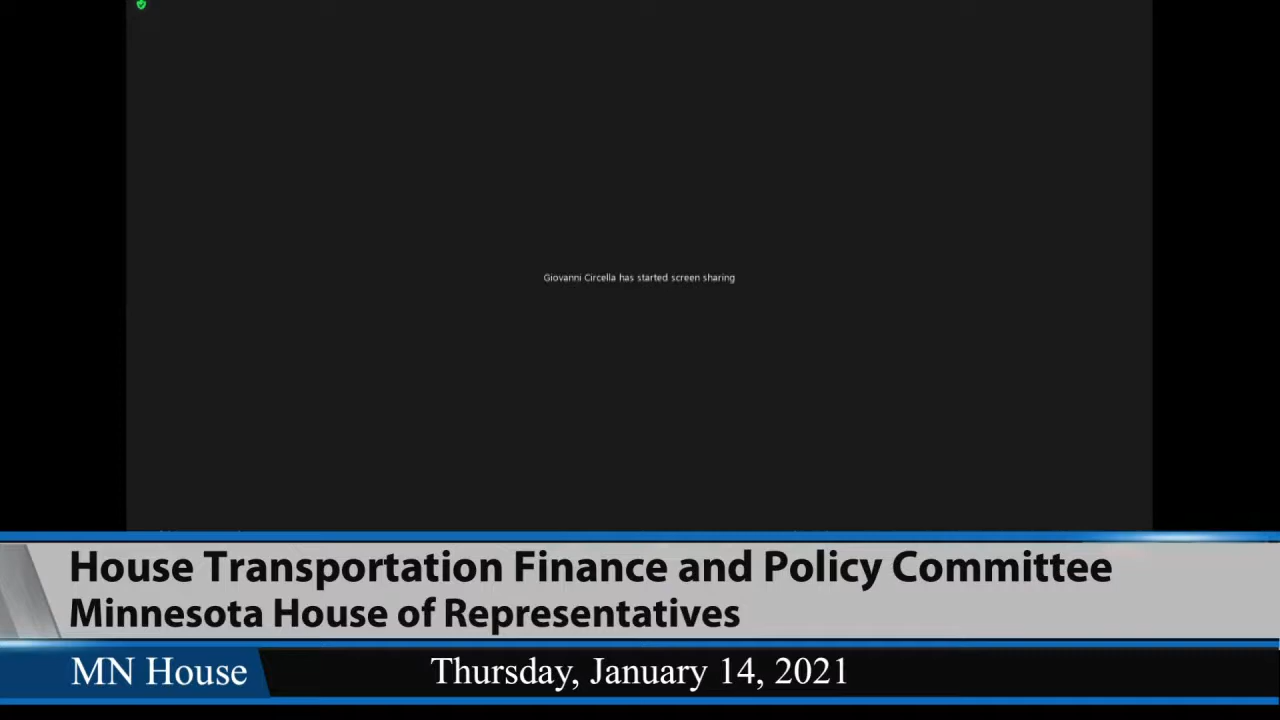 Giovanni Circella has started screen sharing
House Transportation Finance and Policy Committee
Minnesota House of Representatives
MN House Thursday, January 14, 2021